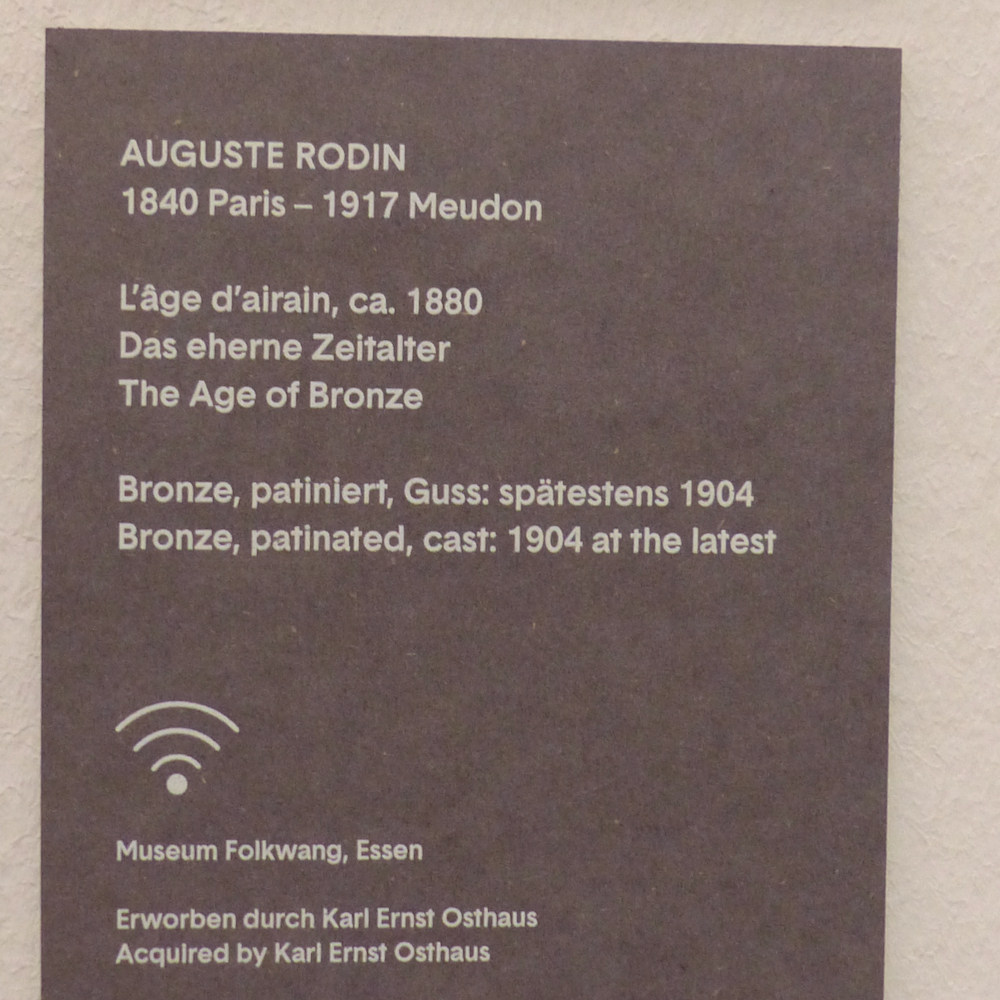 AUGUSTE RODIN
1840 Paris – 1917 Meudon
L’âge d’airain, ca. 1880
Das eherne Zeitalter
The Age of Bronze
Bronze, patiniert, Guss: spätestens 1904
Bronze, patinated, cast: 1904 at the latest
Museum Folkwang, Essen
Erworben durch Karl Ernst Osthaus
Acquired by Karl Ernst Osthaus